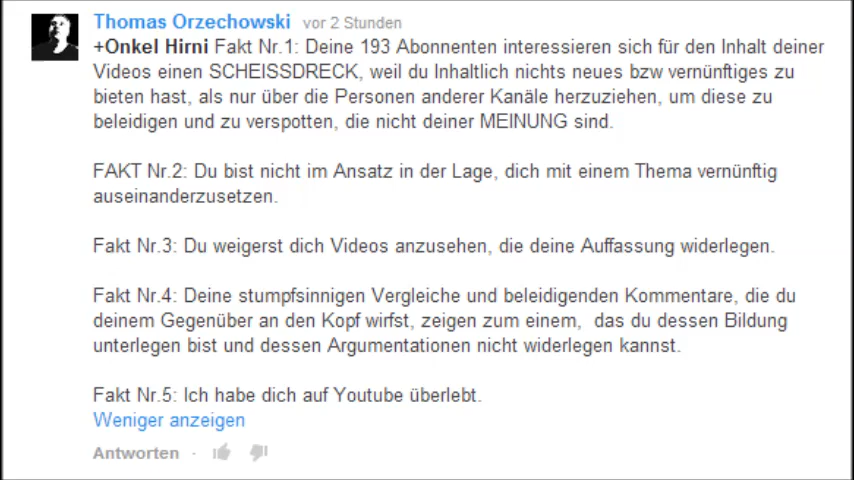 Thomas Orzechowski vor 2 Stunden
+Onkel Hirni Fakt Nr.1: Deine 193 Abonnenten interessieren sich für den Inhalt deiner
Videos einen SCHEISSDRECK, weil du Inhaltlich nichts neues bzw vernünftiges zu
bieten hast, als nur über die Personen anderer Kanäle herzuziehen, um diese zu
beleidigen und zu verspotten, die nicht deiner MEINUNG sind.
FAKT Nr.2: Du bist nicht im Ansatz in der Lage, dich mit einem Thema vernünftig
auseinanderzusetzen.
Fakt Nr.3: Du weigerst dich Videos anzusehen, die deine Auffassung widerlegen.
Fakt Nr.4: Deine stumpfsinnigen Vergleiche und beleidigenden Kommentare, die du
deinem Gegenüber an den Kopf wirfst, zeigen zum einem, das du dessen Bildung
unterlegen bist und dessen Argumentationen nicht widerlegen kannst.
Fakt Nr.5: Ich habe dich auf Youtube überlebt.
Weniger anzeigen
Antworten ·